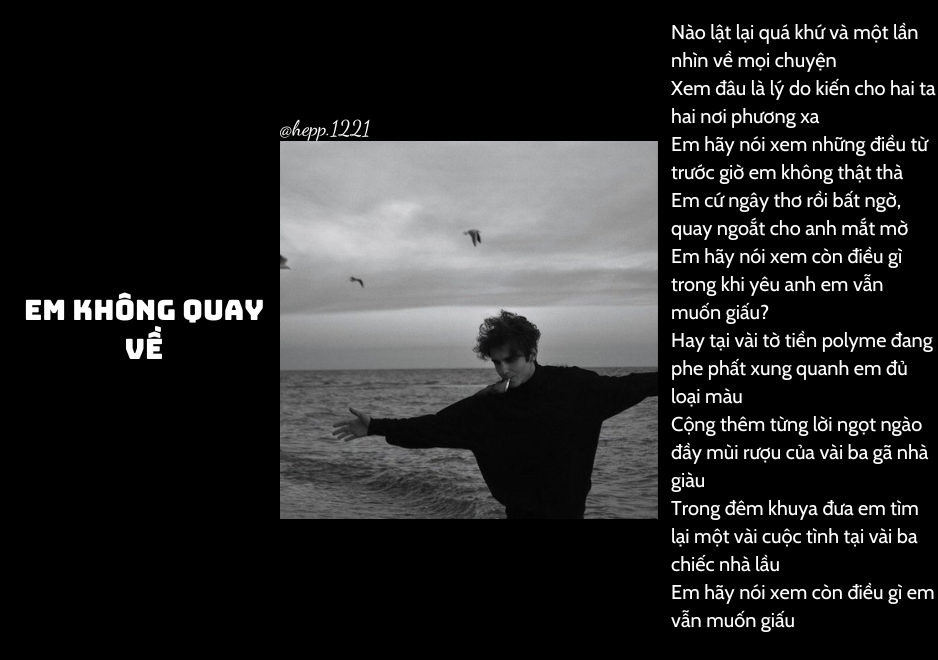 EM KHÔNG QUAY
VỀ
@hepp.1221
Nào lật lại quá khứ và một lần
nhìn về mọi chuyện
Xem đâu là lý do kiến cho hai ta
hai nơi phương xa
Em hãy nói xem những điều từ
trước giờ em không thật thà
Em cứ ngây thơ rồi bất ngờ,
quay ngoắt cho anh mắt mờ
Em hãy nói xem còn điều gì
trong khi yêu anh em vẫn
muốn giấu?
Hay tại vài tờ tiền polyme đang
phe phất xung quanh em đủ
loại màu
Cộng thêm từng lời ngọt ngào
đầy mùi rượu của vài ba gã nhà
giàu
Trong đêm khuya đưa em tìm
lại một vài cuộc tình tại vài ba
chiếc nhà lầu
Em hãy nói xem còn điều gì em
vẫn muốn giấu